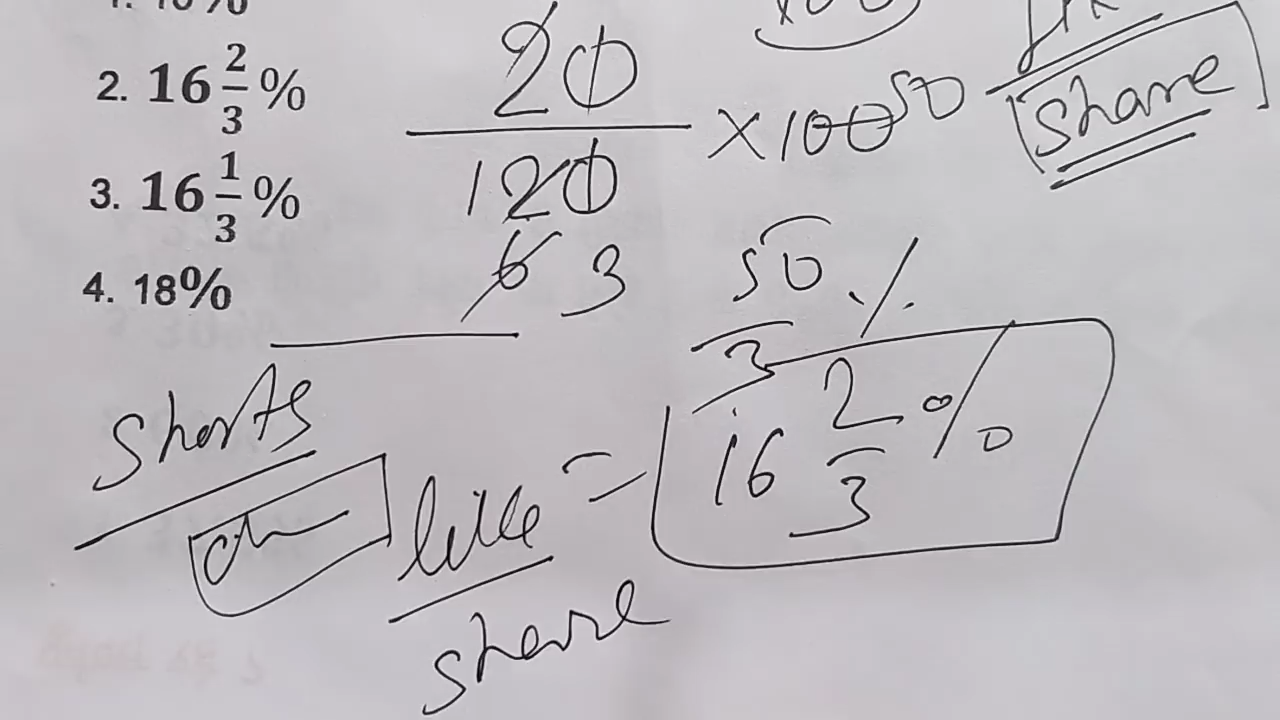 2. 16 2/3 %
3. 16 1/3 %
4. 18%
20
120
×100 50
6 3
50 %
3
= 16 2/3 %
share
shorts
like
share